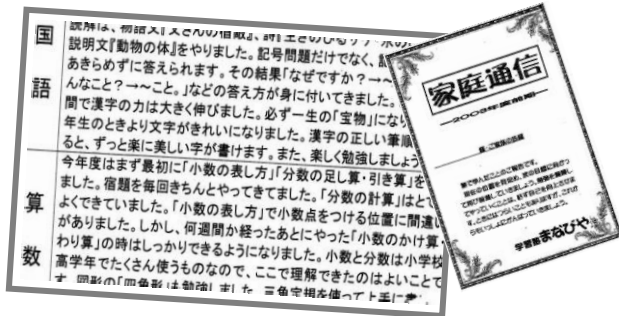 国語
読解は、物語文『父さんの宿敵』、詩『生きのびるカ
説明文『動物の体』をやりました。記号問題だけでなく、
あきらめずに答えられます。その結果「なぜですか?→〜
んなこと?→〜こと。」などの答え方が身に付いてきました。
間で漢字の力は大きく伸びました。必ず一生の「宝物」になり
年生のときより文字がきれいになりました。漢字の正しい筆順
ると、ずっと楽に美しい字が書けます。また、楽しく勉強しましょう
算数
今年度はまず最初に「小数の表し方」「分数の足し算・引き算」を
ました。宿題を毎回きちんとやってきてました。「分数の計算」はとて
よくできていました。「小数の表し方」で小数点をつける位置に間違い
がありました。しかし、何週間か経ったあとにやった「小数のかけ算・
わり算」の時はしっかりできるようになりました。小数と分数は小学校
高学年でたくさん使うものなので、ここで理解できたのはよいことで
す。図形の「四角形」も勉強しました。三角定規を使って上手に書
家庭通信
―2009年度前期―
学習塾まなびや